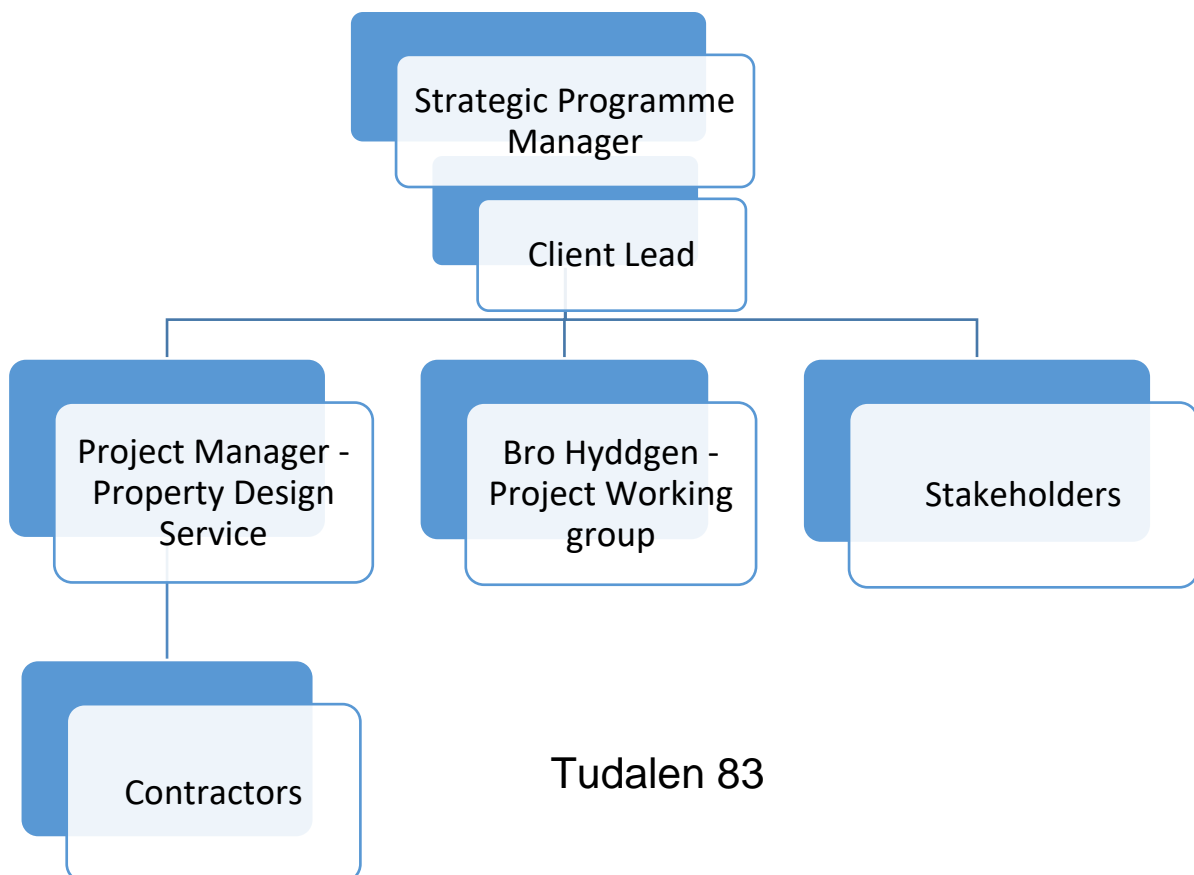 Strategic Programme
Manager
Client Lead
Project Manager -
Property Design
Service
Bro Hyddgen -
Project Working
group
Stakeholders
Contractors
Tudalen 83